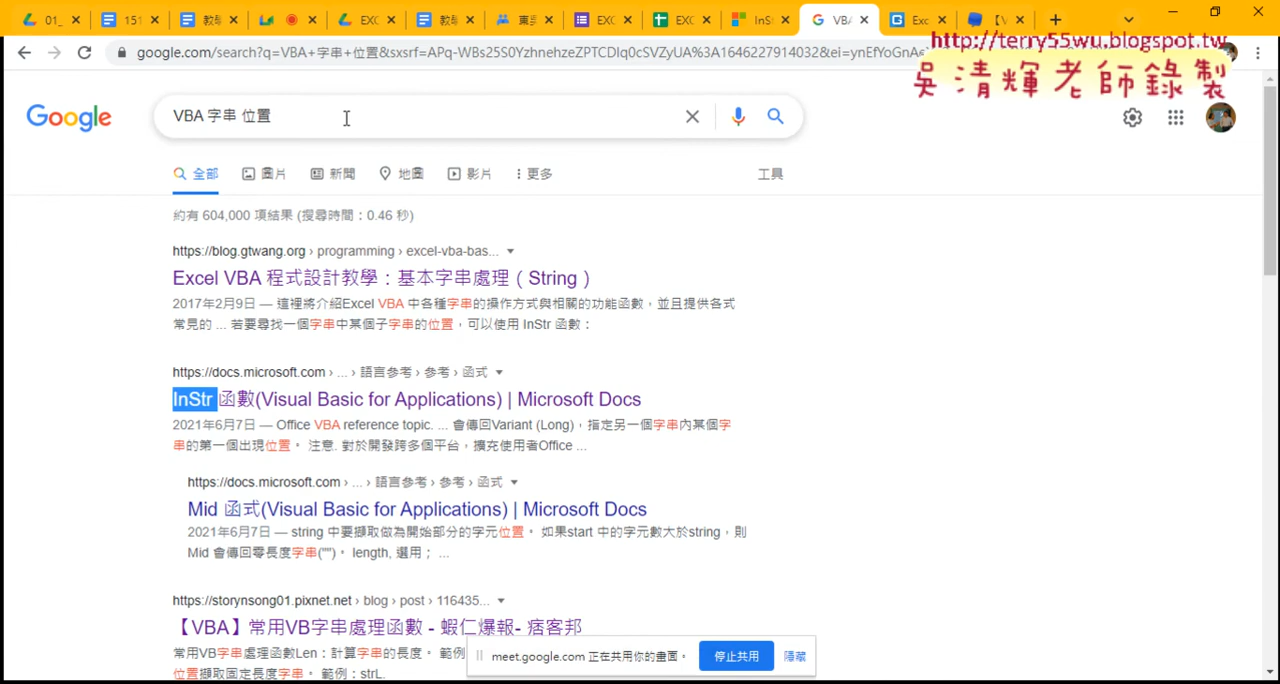 01_
151
教彰
EXC
教彰
東吳
EXC
EXC
InS
VBA
Exc
【V
google.com/search?q=VBA+字串+位置&sxsrf=APq-WBs25S0YzhnehzeZPTCDIq0cSVZyUA%3A1646227914032&ei=ynEfYoGnAe
http://terry55wu.blogspot.tw
吳清輝老師錄製
Google
VBA 字串 位置
全部 圖片 新聞 地圖 影片 更多 工具
約有 604,000 項結果 (搜尋時間：0.46 秒)
https://blog.gtwang.org › programming › excel-vba-bas...
Excel VBA 程式設計教學：基本字串處理（String）
2017年2月9日 — 這裡將介紹Excel VBA 中各種字串的操作方式與相關的功能函數，並且提供各式
常見的 ... 若要尋找一個字串中某個子字串的位置，可以使用 InStr 函數：
https://docs.microsoft.com › ... › 語言參考 › 參考 › 函式
InStr 函數(Visual Basic for Applications) | Microsoft Docs
2021年6月7日 — Office VBA reference topic. ... 會傳回Variant (Long)，指定另一個字串內某個字
串的第一個出現位置。 注意. 對於開發跨多個平台，擴充使用者Office ...
https://docs.microsoft.com › ... › 語言參考 › 參考 › 函式
Mid 函式(Visual Basic for Applications) | Microsoft Docs
2021年6月7日 — string 中要擷取做為開始部分的字元位置。 如果start 中的字元數大於string，則
Mid 會傳回零長度字串("")。 length, 選用； ...
https://storynsong01.pixnet.net › blog › post › 116435...
【VBA】常用VB字串處理函數 - 蝦仁爆報- 痞客邦
常用VB字串處理函數Len：計算字串的長度。 範例
位置擷取固定長度字串。 範例：strL.
meet.google.com 正在共用你的畫面。 停止共用 隱藏